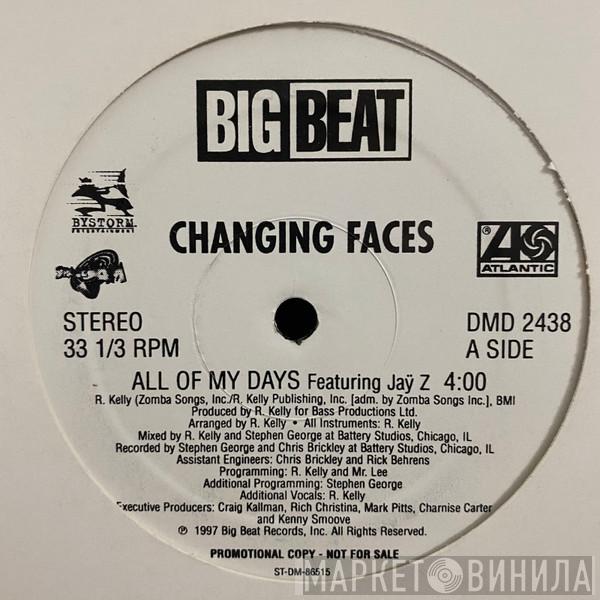 BIG BEAT
BYSTORM
ENTERTAINMENT
CHANGING FACES
ATLANTIC
STEREO
33 1/3 RPM
DMD 2438
A SIDE
ALL OF MY DAYS Featuring Jaÿ Z 4:00
R. Kelly (Zomba Songs, Inc./R. Kelly Publishing, Inc. [adm. by Zomba Songs Inc.], BMI
Produced by R. Kelly for Bass Productions Ltd.
Arranged by R. Kelly • All Instruments: R. Kelly
Mixed by R. Kelly and Stephen George at Battery Studios, Chicago, IL
Recorded by Stephen George and Chris Brickley at Battery Studios, Chicago, IL
Assistant Engineers: Chris Brickley and Rick Behrens
Programming: R. Kelly and Mr. Lee
Additional Programming: Stephen George
Additional Vocals: R. Kelly
Executive Producers: Craig Kallman, Rich Christina, Mark Pitts, Charnise Carter
and Kenny Smoove
℗ 1997 Big Beat Records, Inc. All Rights Reserved.
PROMOTIONAL COPY - NOT FOR SALE
ST-DM-86515
МАРКЕТ ВИНИЛА